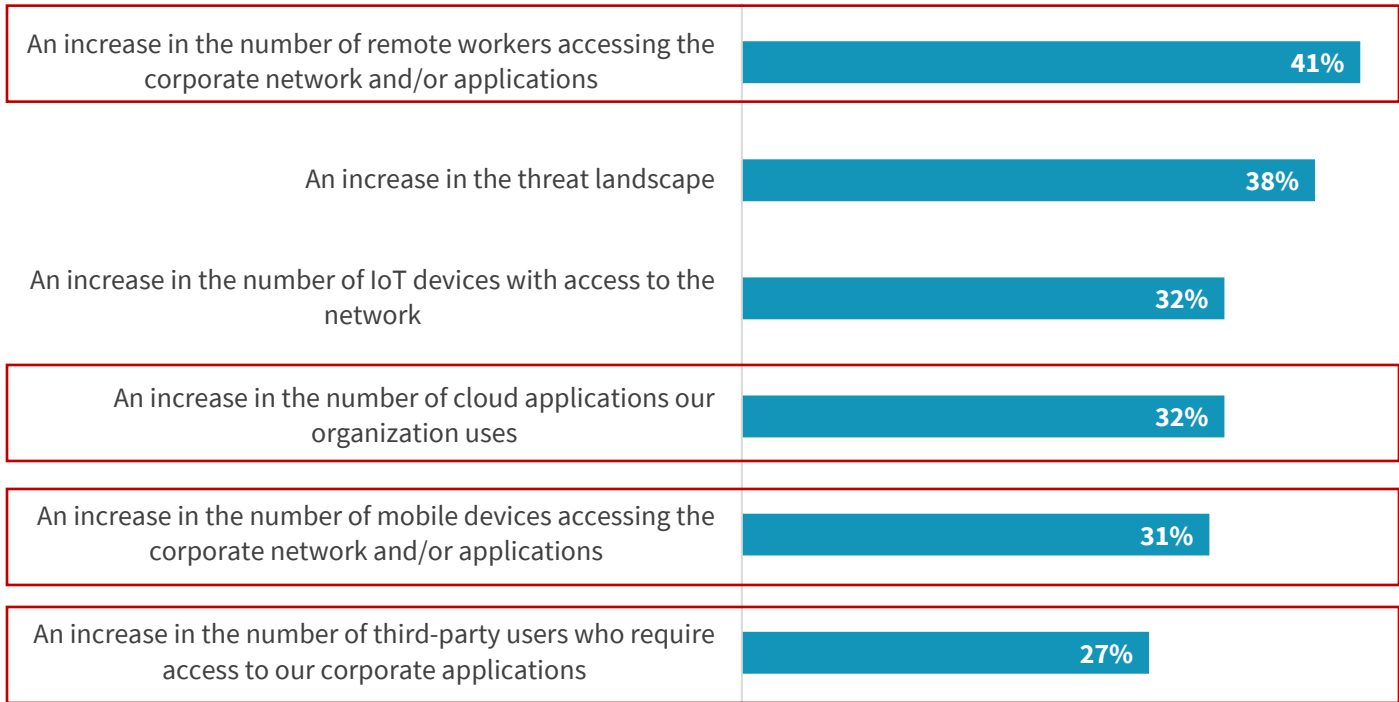 An increase in the number of remote workers accessing the
corporate network and/or applications
41%
An increase in the threat landscape
38%
An increase in the number of IoT devices with access to the
network
32%
An increase in the number of cloud applications our
organization uses
32%
An increase in the number of mobile devices accessing the
corporate network and/or applications
31%
An increase in the number of third-party users who require
access to our corporate applications
27%